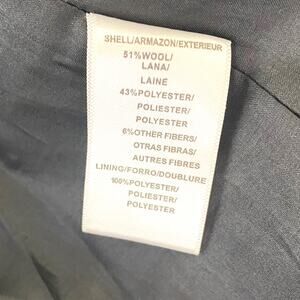 SHELL/ARMAZON/EXTERIEUR
51%WOOL/
LANA/
LAINE
43%POLYESTER/
POLIESTER/
POLYESTER
6%OTHER FIBERS/
OTRAS FIBRAS/
AUTRES FIBRES
LINING/FORRO/DOUBLURE
100%POLYESTER/
POLIESTER/
POLYESTER